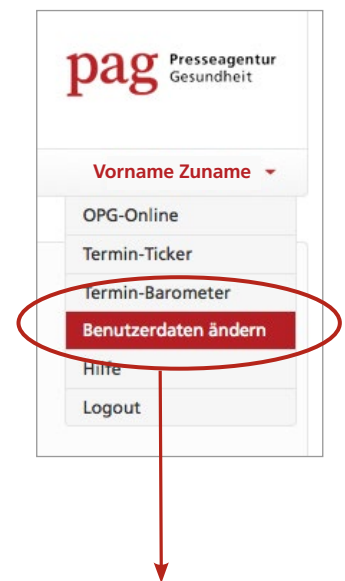 pag Presseagentur
Gesundheit
Vorname Zuname
OPG-Online
Termin-Ticker
Termin-Barometer
Benutzerdaten ändern
Hilfe
Logout